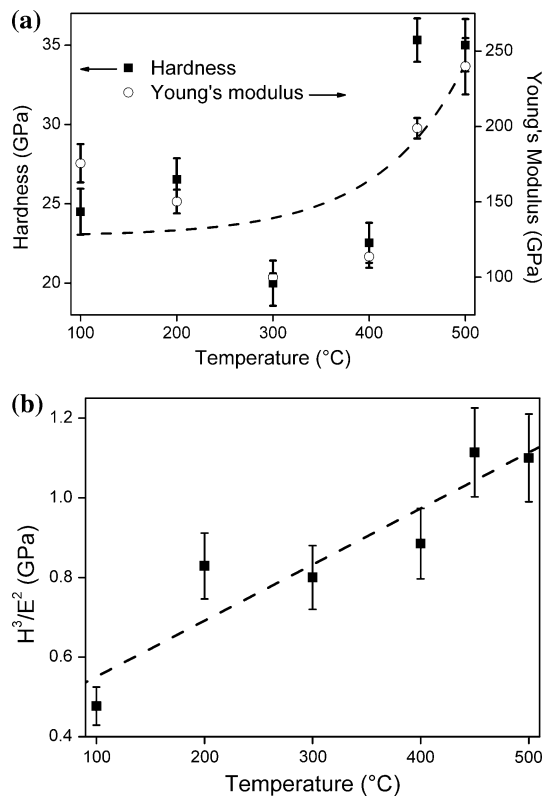 (a)
35
30
25
20
Hardness (GPa)
Hardness
Young's modulus
250
200
150
100
Young's Modulus (GPa)
100 200 300 400 500
Temperature (°C)
(b)
1.2
1.0
0.8
0.6
0.4
H³/E² (GPa)
100 200 300 400 500
Temperature (°C)